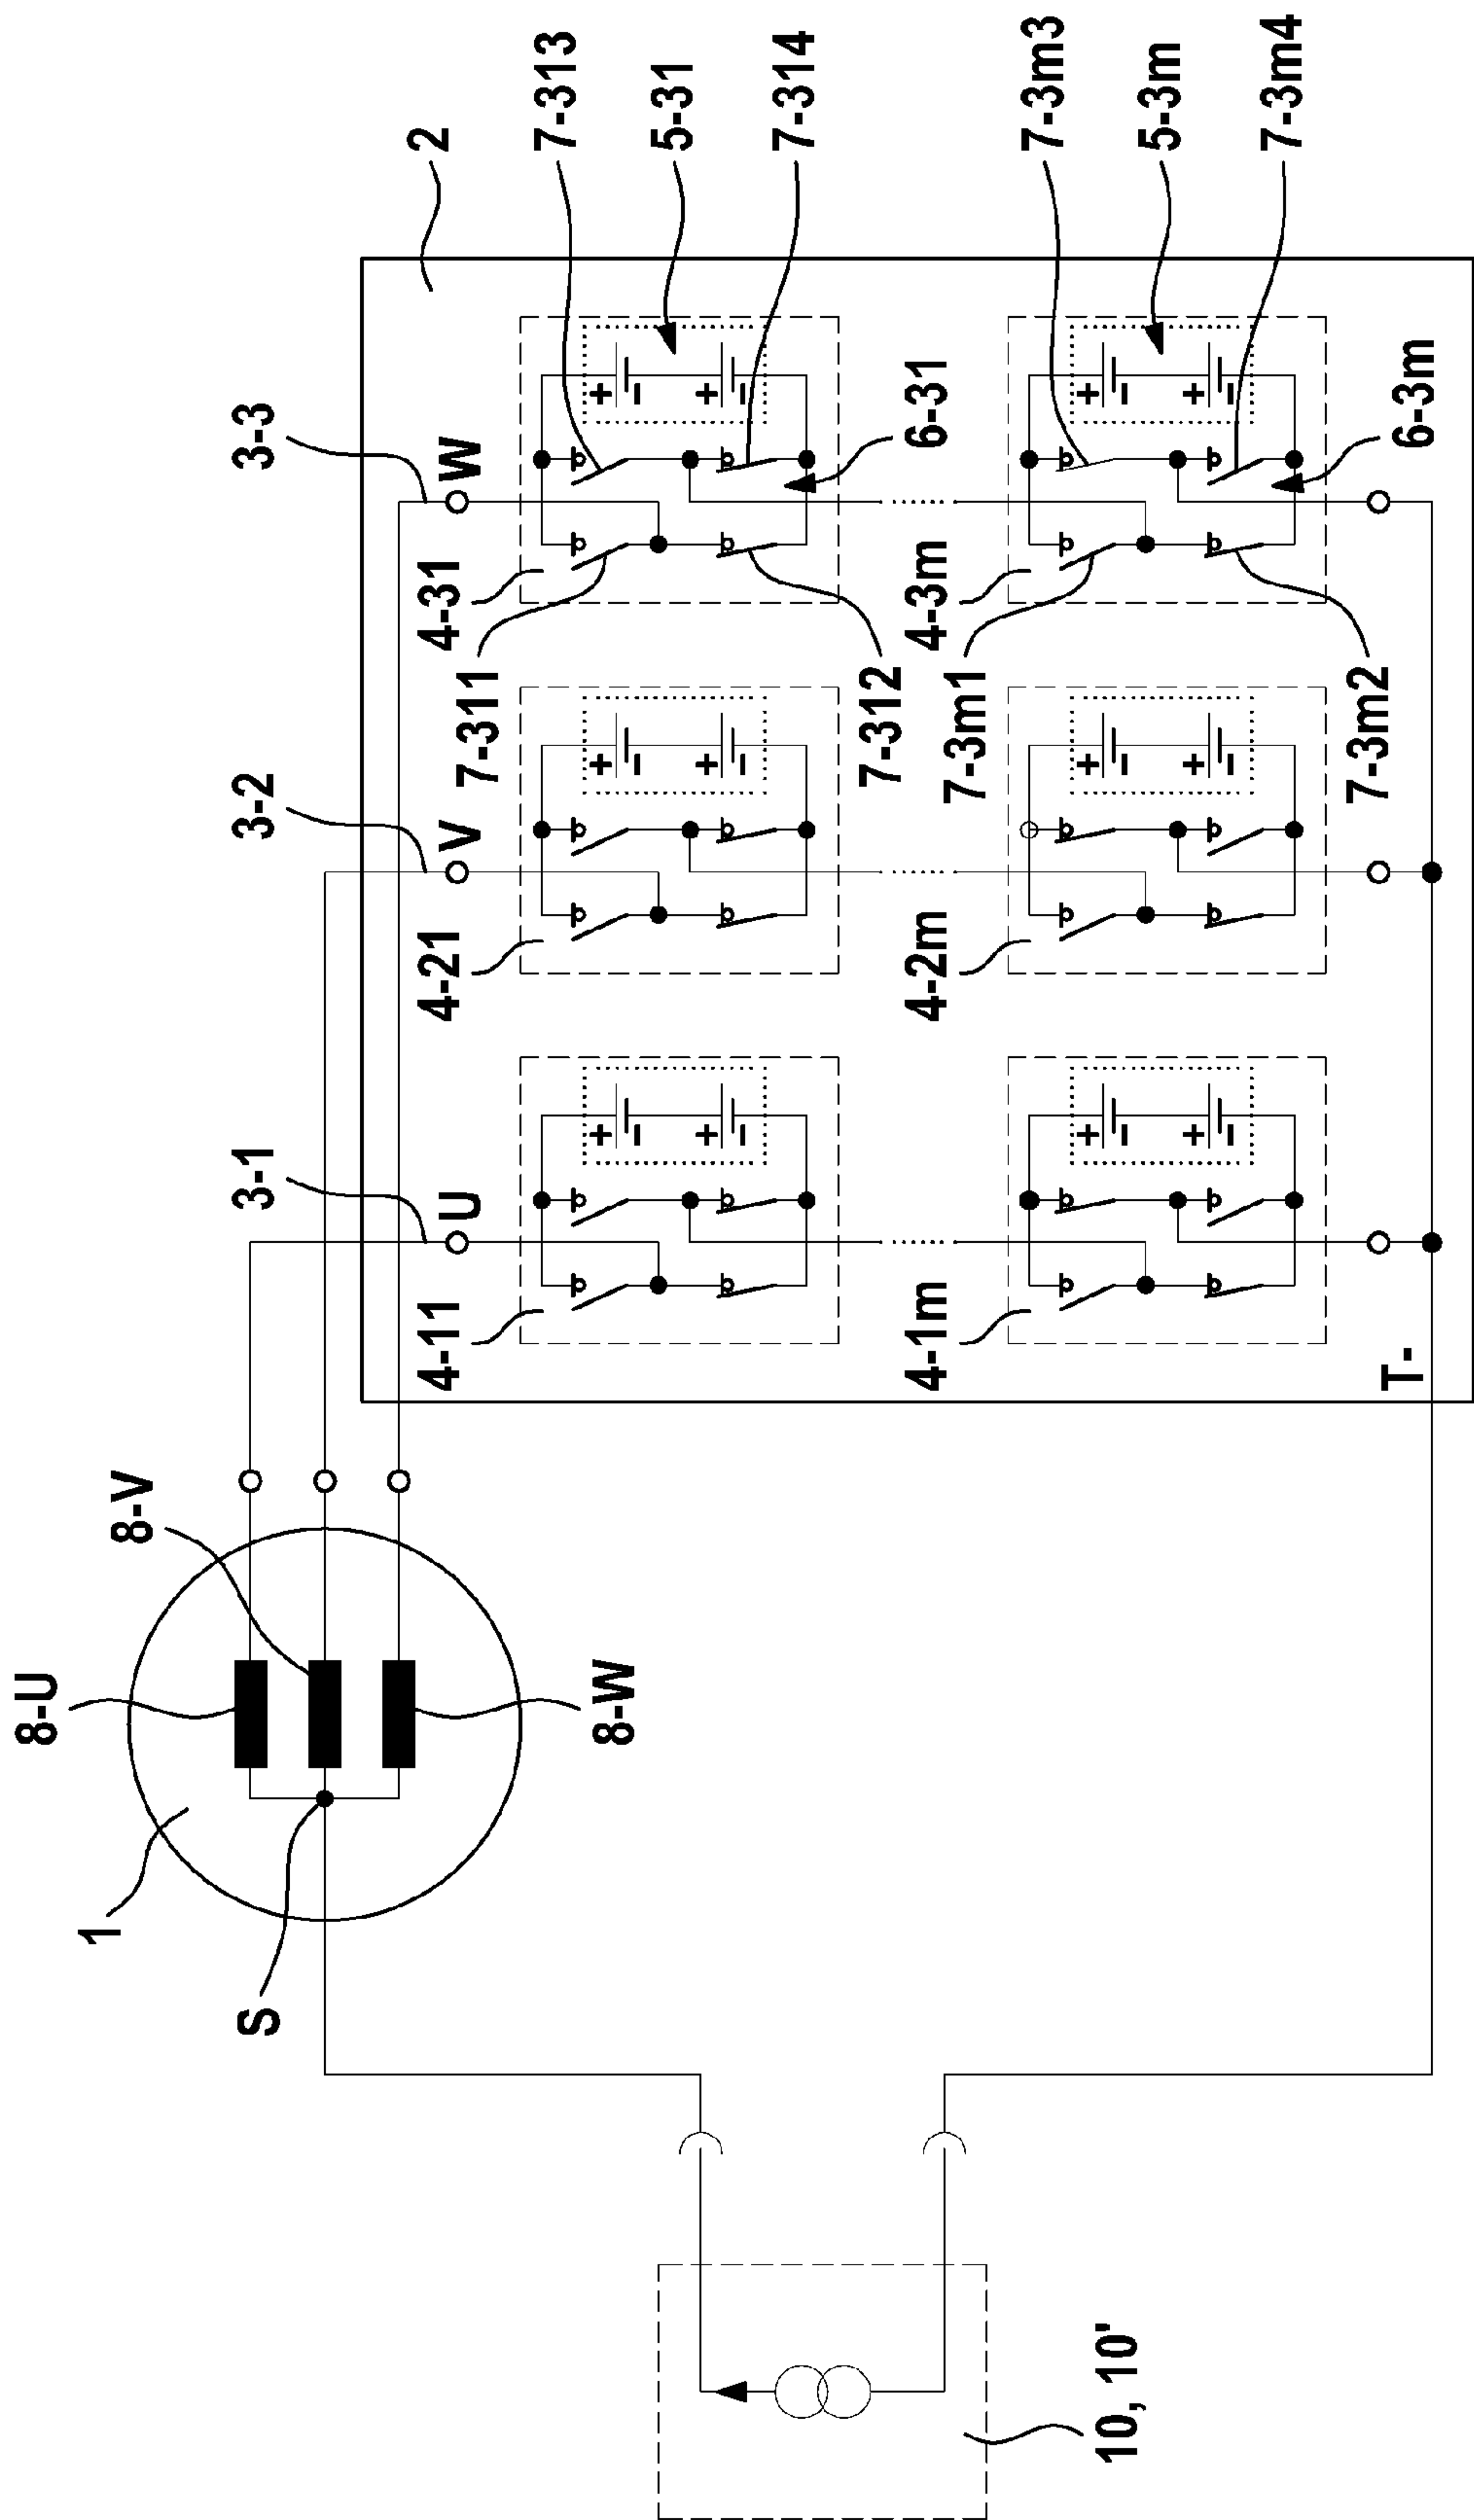 8-U
1
8-V
S
3-1
3-2
3-3
2
4-11
U
4-21
V
4-31
W
7-311
7-313
8-W
5-31
7-314
7-312
4-1m
4-2m
4-3m
6-31
7-3m1
7-3m3
10, 10'
5-3m
7-3m4
7-3m2
T-
6-3m